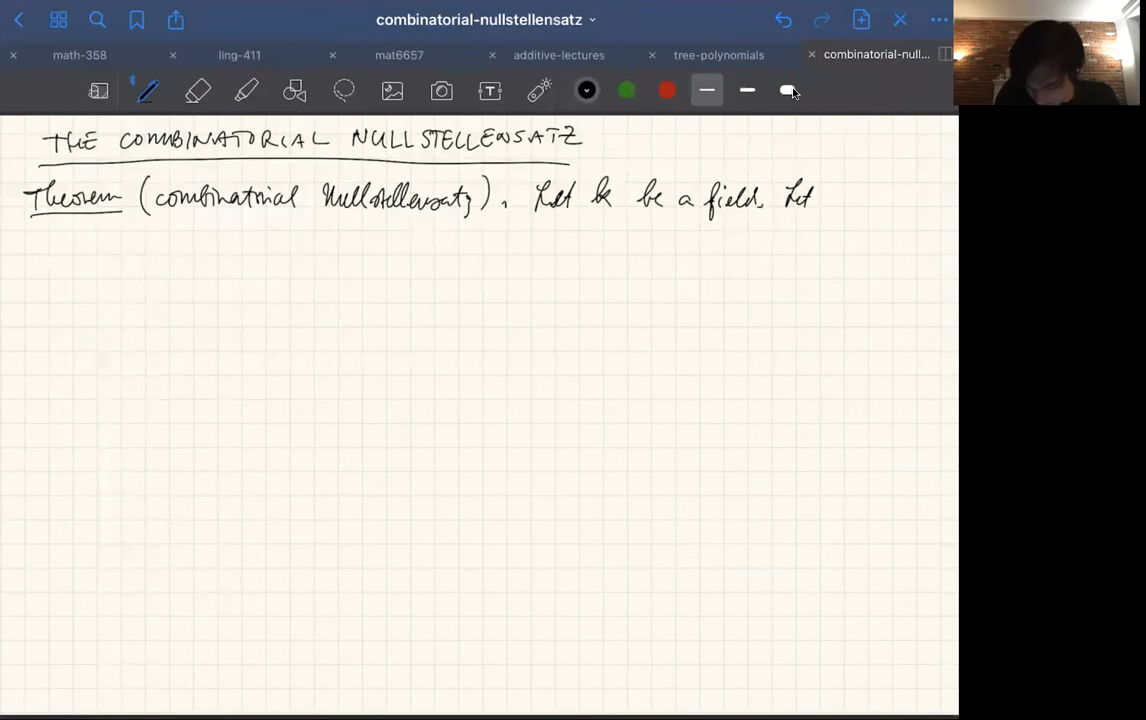 combinatorial-nullstellensatz
math-358
ling-411
mat6657
additive-lectures
tree-polynomials
combinatorial-null...
THE COMBINATORIAL NULLSTELLENSATZ
Theorem (combinatorial Nullstellensatz). Let k be a field. Let